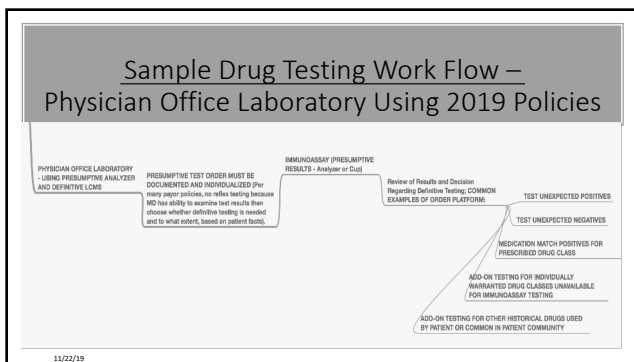 Sample Drug Testing Work Flow –
Physician Office Laboratory Using 2019 Policies
PHYSICIAN OFFICE LABORATORY
- USING PRESUMPTIVE ANALYZER
AND DEFINITIVE LCMS
PRESUMPTIVE TEST ORDER MUST BE
DOCUMENTED AND INDIVIDUALIZED (Per
many payor policies, no reflex testing because
MD has ability to examine test results then
choose whether definitive testing is needed
and to what extent, based on patient facts).
IMMUNOASSAY (PRESUMPTIVE
RESULTS - Analyzer or Cup)
Review of Results and Decision
Regarding Definitive Testing; COMMON
EXAMPLES OF ORDER PLATFORM:
TEST UNEXPECTED POSITIVES
TEST UNEXPECTED NEGATIVES
MEDICATION MATCH POSITIVES FOR
PRESCRIBED DRUG CLASS
ADD-ON TESTING FOR INDIVIDUALLY
WARRANTED DRUG CLASSES UNAVAILABLE
FOR IMMUNOASSAY TESTING
ADD-ON TESTING FOR OTHER HISTORICAL DRUGS USED
BY PATIENT OR COMMON IN PATIENT COMMUNITY
11/22/19